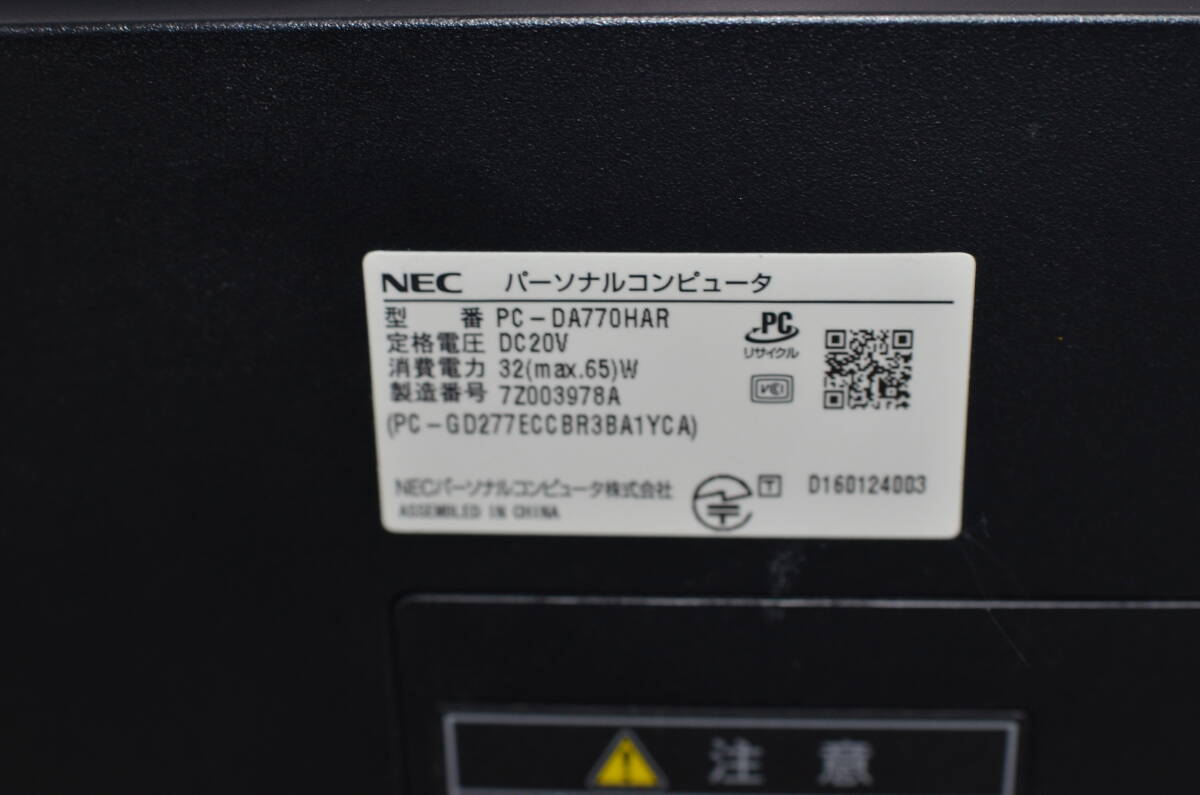 NEC パーソナルコンピュータ
型 番 PC-DA770HAR
定格電圧 DC20V
消費電力 32(max.65)W
製造番号 7Z003978A
(PC-GD277ECCBR3BA1YCA)
PC
リサイクル
VCI
NECパーソナルコンピュータ株式会社
ASSEMBLED IN CHINA
T D160124003
注 意